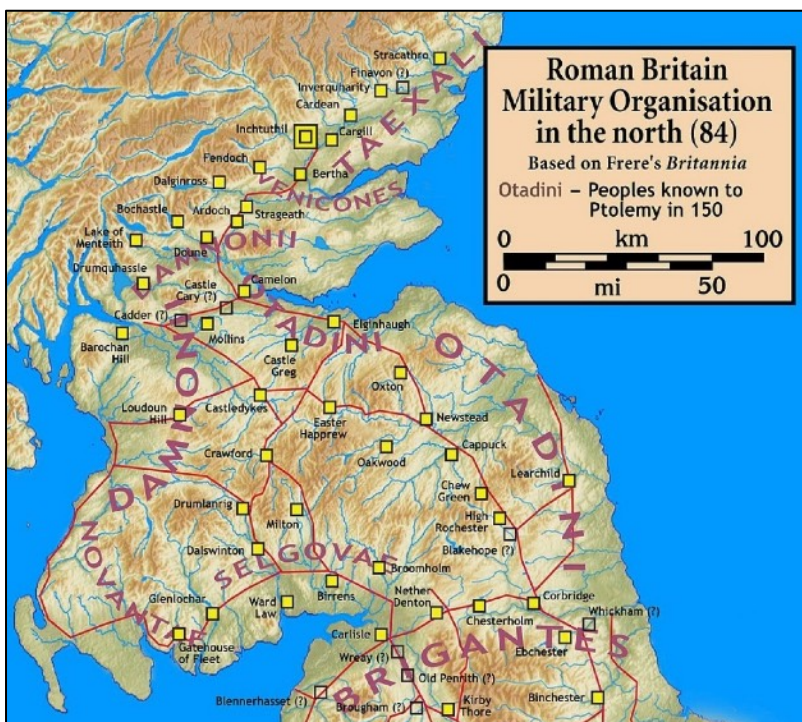 Roman Britain
Military Organisation
in the north (84)
Based on Frere's Britannia
Otadini – Peoples known to
Ptolemy in 150
0 km 100
0 mi 50
Stracathro
Finavon (?)
Inverquharity
Cardean
Inchtuthil
Cargill
TAEXALI
Fendoch
Bertha
Dalginross
VENICONES
Bochastle
Ardoch
Strageath
Lake of
Menteith
Doune
DAMNONII
Drumquhassle
Castle
Cary (?)
Camelon
Cadder (?)
OTADINI
Elginhaugh
Barochan
Hill
Mollins
Castle
Greg
OTADINI
Oxton
DAMNONII
Loudoun
Hill
Castledykes
Easter
Happrew
Newstead
Crawford
Oakwood
Cappuck
Learchild
Chew
Green
Drumlanrig
Milton
High
Rochester
Blakehope (?)
Dalswinton
NOVANTAE
SELGOVAE
Broomholm
Glenlochar
Ward
Law
Birrens
Nether
Denton
Corbridge
Chesterholm
Whickham (?)
Gatehouse
of Fleet
Carlisle
Ebchester
Wreay (?)
BRIGANTES
Old Penrith (?)
Blennerhasset (?)
Brougham (?)
Kirby
Thore
Binchester